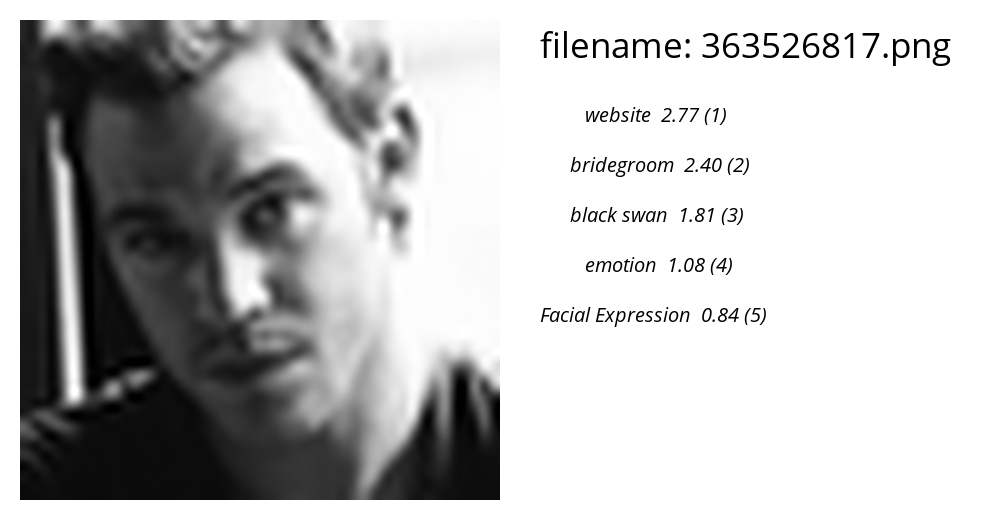 filename: 363526817.png
website 2.77 (1)
bridegroom 2.40 (2)
black swan 1.81 (3)
emotion 1.08 (4)
Facial Expression 0.84 (5)